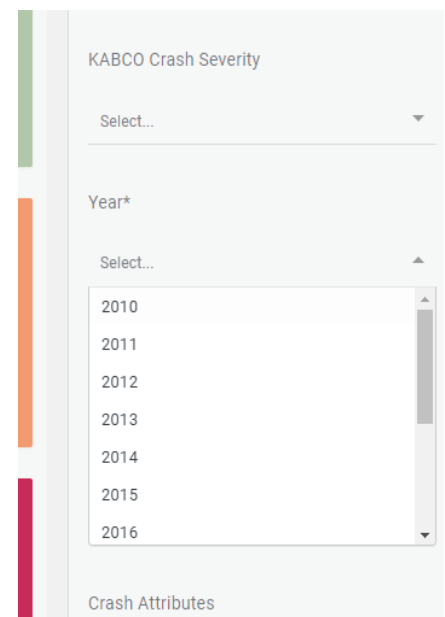 KABCO Crash Severity
Select...
Year*
Select...
2010
2011
2012
2013
2014
2015
2016
Crash Attributes